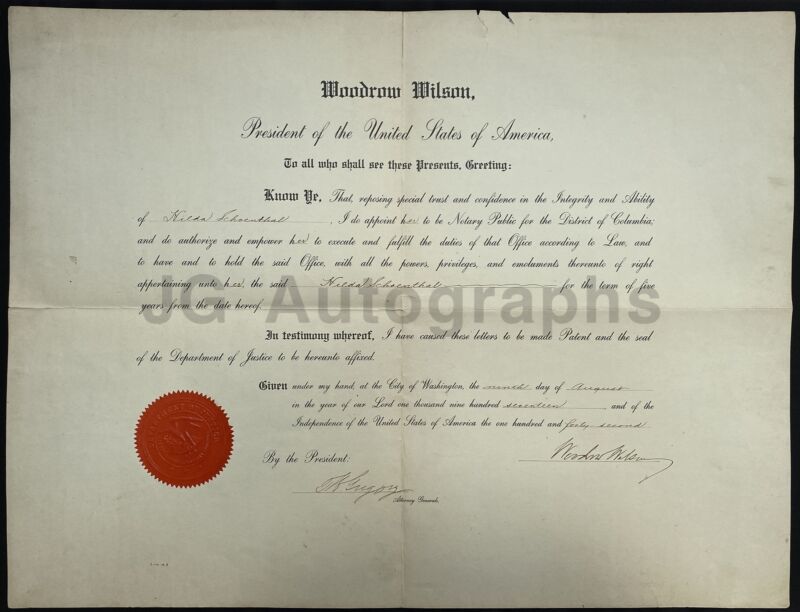 Woodrow Wilson,
President of the United States of America,
To all who shall see these Presents, Greeting:
Know Ye, That, reposing special trust and confidence in the Integrity and Ability
of Hilda Schoenthal, I do appoint her to be Notary Public for the District of Columbia;
and do authorize and empower her to execute and fulfill the duties of that Office according to Law, and
to have and to hold the said Office, with all the powers, privileges, and emoluments thereunto of right
appertaining unto her, the said Hilda Schoenthal for the term of five
years from the date hereof.
JG Autographs
In testimony whereof, I have caused these letters to be made Patent and the seal
of the Department of Justice to be hereunto affixed.
Given under my hand, at the City of Washington, the ninth day of August
in the year of our Lord one thousand nine hundred seventeen, and of the
Independence of the United States of America the one hundred and forty second.
By the President:
Woodrow Wilson
T W Gregory
Attorney General.